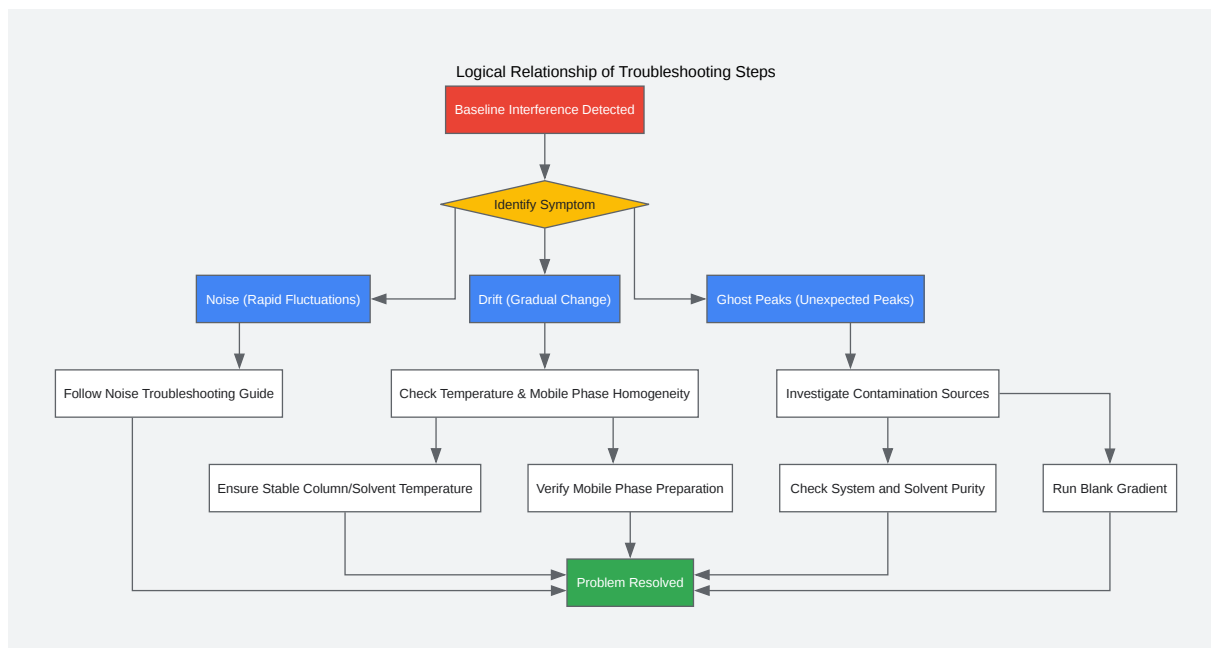 Logical Relationship of Troubleshooting Steps
Baseline Interference Detected
Identify Symptom
Noise (Rapid Fluctuations)
Drift (Gradual Change)
Ghost Peaks (Unexpected Peaks)
Follow Noise Troubleshooting Guide
Check Temperature & Mobile Phase Homogeneity
Investigate Contamination Sources
Ensure Stable Column/Solvent Temperature
Verify Mobile Phase Preparation
Check System and Solvent Purity
Run Blank Gradient
Problem Resolved